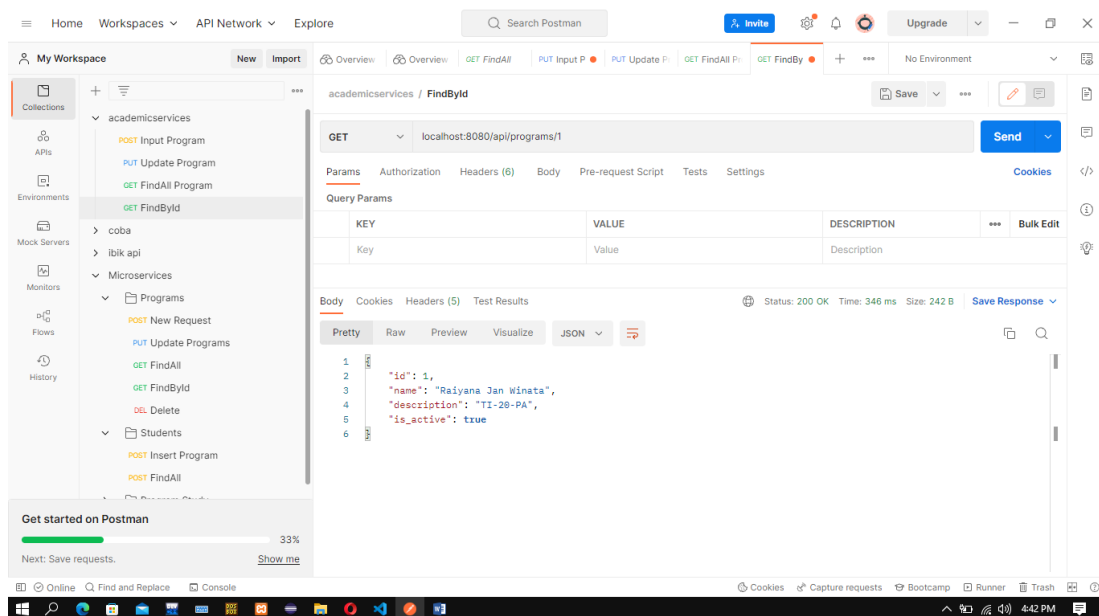 Home Workspaces API Network Explore Search Postman Invite Upgrade
My Workspace New Import Overview Overview GET FindAll PUT Input P PUT Update P GET FindAll P GET FindBy No Environment
Collections
APIs
Environments
Mock Servers
Monitors
Flows
History
academicservices
POST Input Program
PUT Update Program
GET FindAll Program
GET FindById
coba
ibik api
Microservices
Programs
POST New Request
PUT Update Programs
GET FindAll
GET FindById
DEL Delete
Students
POST Insert Program
POST FindAll
Get started on Postman
33%
Next: Save requests. Show me
academicservices / FindById Save
GET localhost:8080/api/programs/1 Send
Params Authorization Headers (6) Body Pre-request Script Tests Settings Cookies
Query Params
KEY VALUE DESCRIPTION Bulk Edit
Key Value Description
Body Cookies Headers (5) Test Results Status: 200 OK Time: 346 ms Size: 242 B Save Response
Pretty Raw Preview Visualize JSON
1 {
2 "id": 1,
3 "name": "Raiyana Jan Winata",
4 "description": "TI-20-PA",
5 "is_active": true
6 }
Online Find and Replace Console Cookies Capture requests Bootcamp Runner Trash
4:42 PM